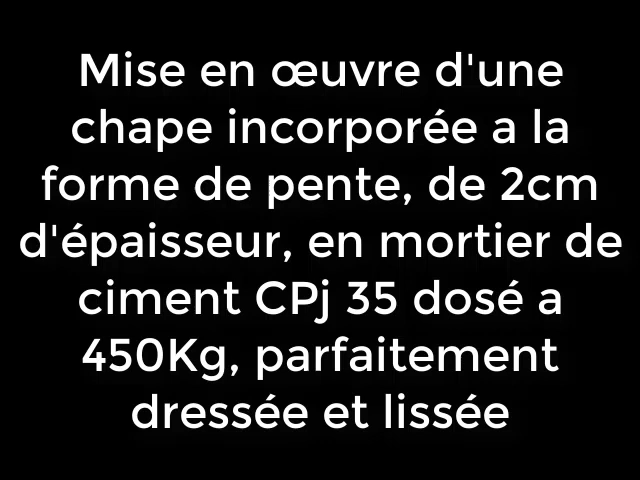 Mise en œuvre d'une
chape incorporée a la
forme de pente, de 2cm
d'épaisseur, en mortier de
ciment CPj 35 dosé a
450Kg, parfaitement
dressée et lissée